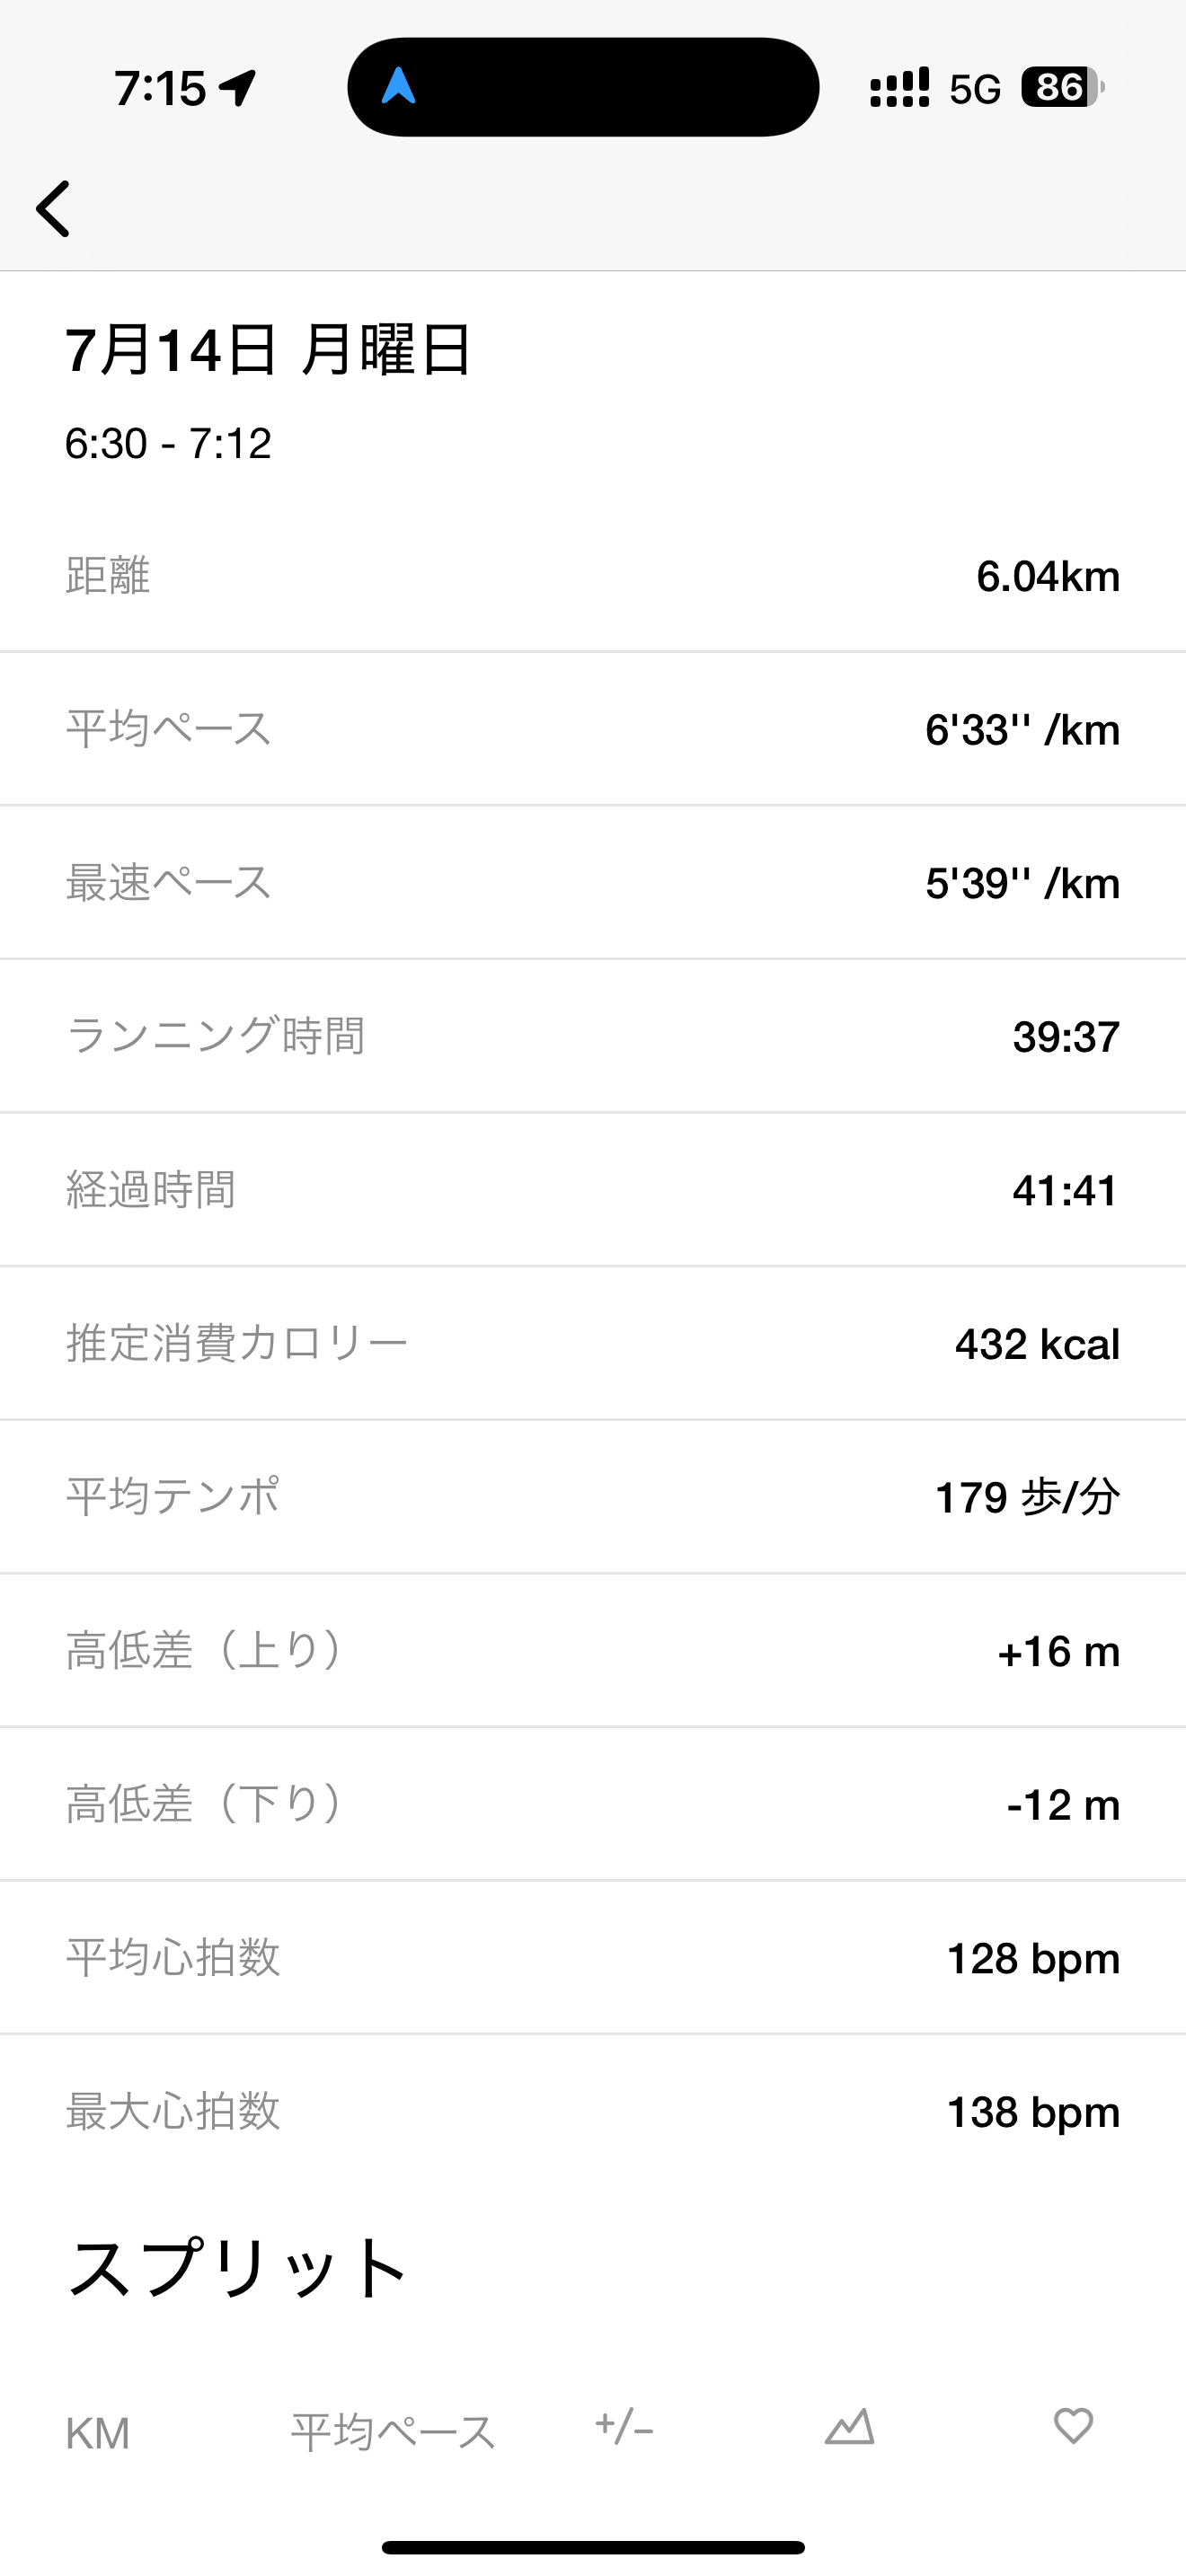 7:15 5G 86
7月14日 月曜日
6:30 - 7:12
距離 6.04km
平均ペース 6'33'' /km
最速ペース 5'39'' /km
ランニング時間 39:37
経過時間 41:41
推定消費カロリー 432 kcal
平均テンポ 179 歩/分
高低差（上り） +16 m
高低差（下り） -12 m
平均心拍数 128 bpm
最大心拍数 138 bpm
スプリット
KM 平均ペース +/-